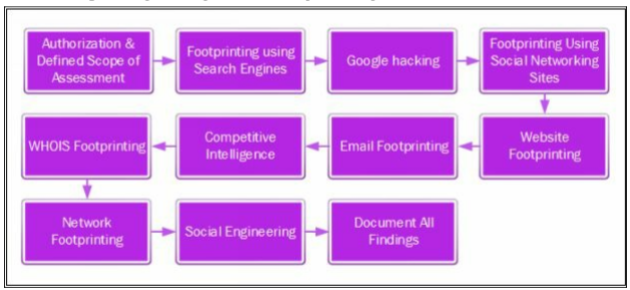 Authorization &
Defined Scope of
Assessment
Footprinting using
Search Engines
Google hacking
Footprinting Using
Social Networking
Sites
Website
Footprinting
Email Footprinting
Competitive
Intelligence
WHOIS Footprinting
Network
Footprinting
Social Engineering
Document All
Findings